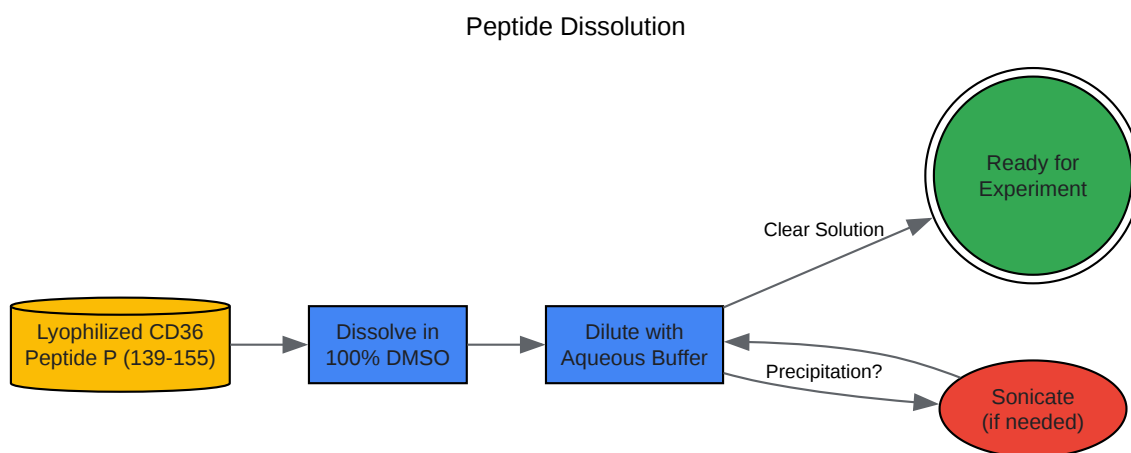 Peptide Dissolution
Ready for
Experiment
Clear Solution
Lyophilized CD36
Peptide P (139-155)
Dissolve in
100% DMSO
Dilute with
Aqueous Buffer
Precipitation?
Sonicate
(if needed)